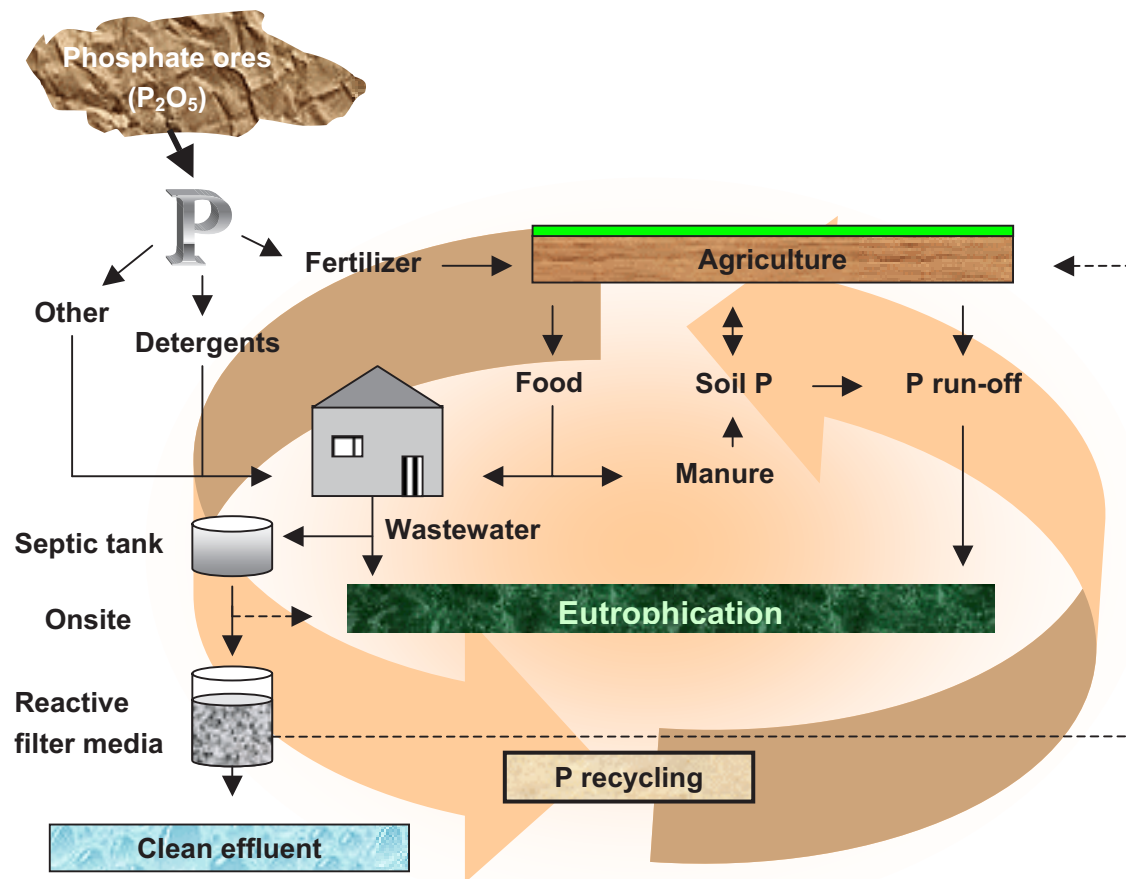 Phosphate ores
(P₂O₅)
P
Fertilizer
Agriculture
Other
Detergents
Food
Soil P
P run-off
Manure
Wastewater
Septic tank
Eutrophication
Onsite
Reactive
filter media
P recycling
Clean effluent